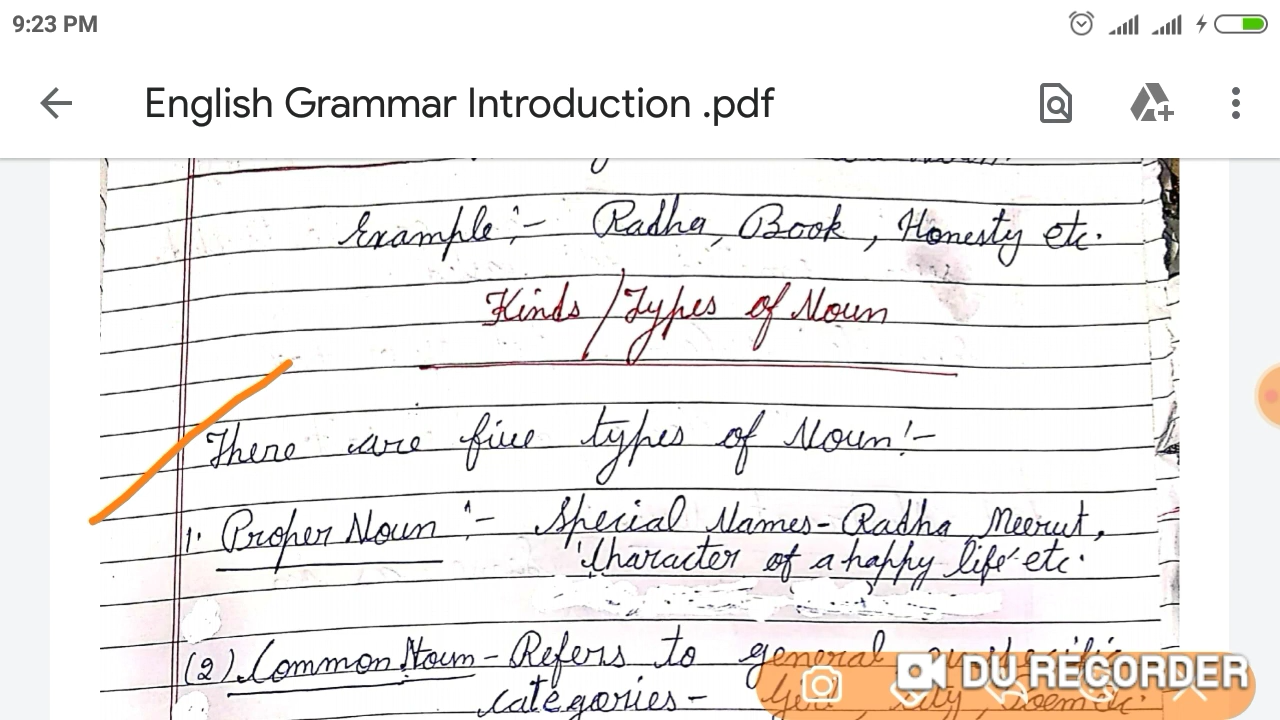 9:23 PM
English Grammar Introduction .pdf
Example:- Radha, Book, Honesty etc.
Kinds/Types of Noun
There are five types of Noun:-
1. Proper Noun :- Special Names- Radha Meerut,
'Character of a happy life' etc.
(2) Common Noun - Refers to general
categories-
DU RECORDER